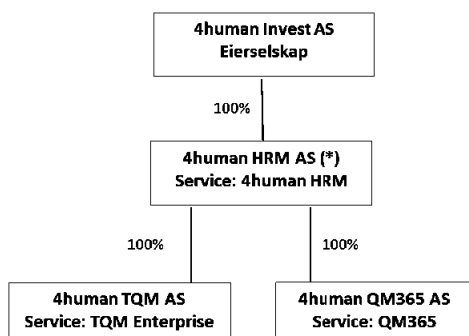 4human Invest AS
Eierselskap
100%
4human HRM AS (*)
Service: 4human HRM
100%
100%
4human TQM AS
Service: TQM Enterprise
4human QM365 AS
Service: QM365